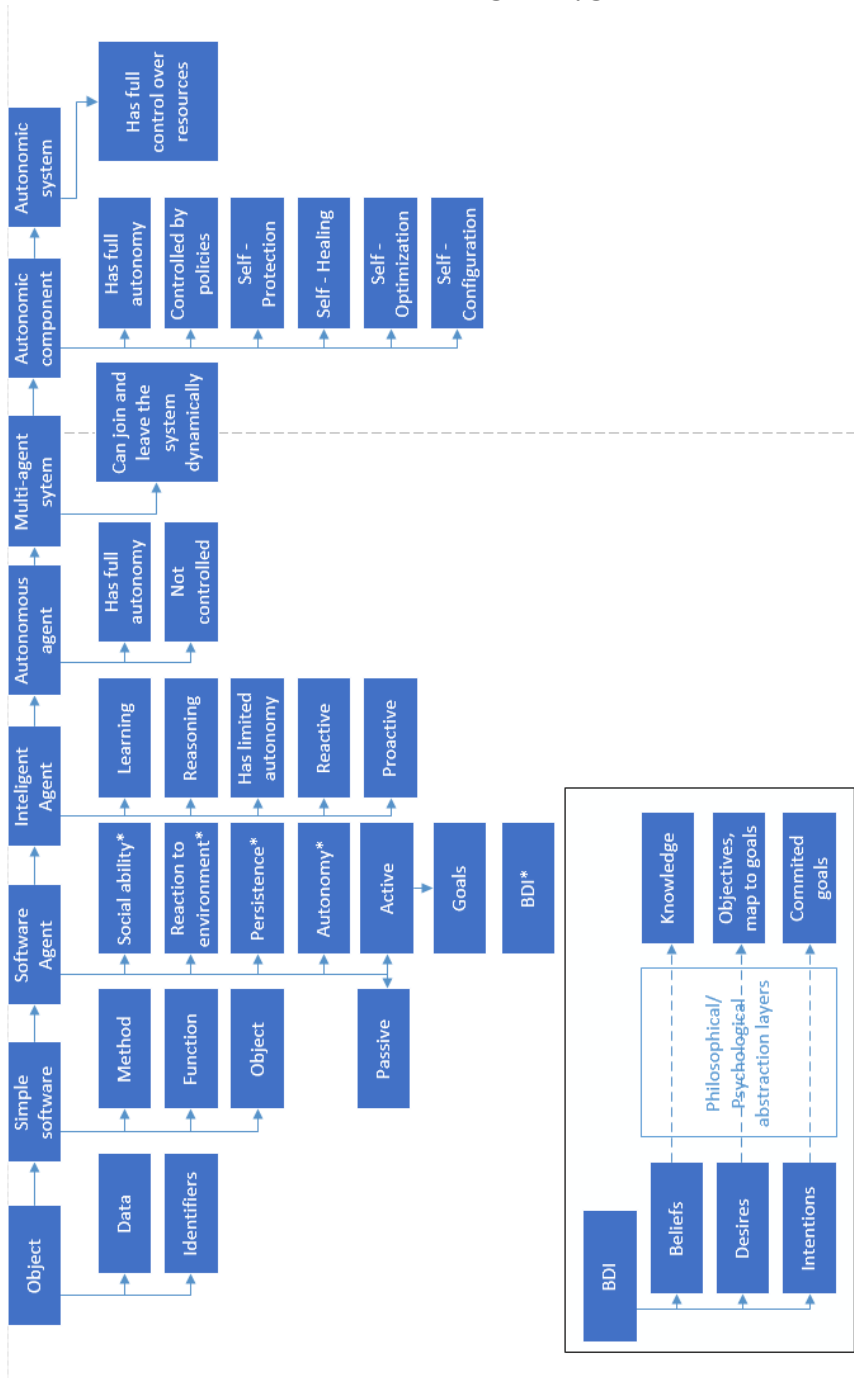 Object
Data
Identifiers
Simple
software
Method
Function
Object
Software
Agent
Social ability*
Reaction to
environment*
Persistence*
Autonomy*
Passive
Active
Goals
BDI*
Inteligent
Agent
Learning
Reasoning
Has limited
autonomy
Reactive
Proactive
Autonomous
agent
Has full
autonomy
Not
controlled
Multi-agent
sytem
Can join and
leave the
system
dynamically
Autonomic
component
Has full
autonomy
Controlled by
policies
Self -
Protection
Self - Healing
Self -
Optimization
Self -
Configuration
Autonomic
system
Has full
control over
resources
BDI
Beliefs
Desires
Intentions
Philosophical/
Psychological
abstraction layers
Knowledge
Objectives,
map to goals
Commited
goals